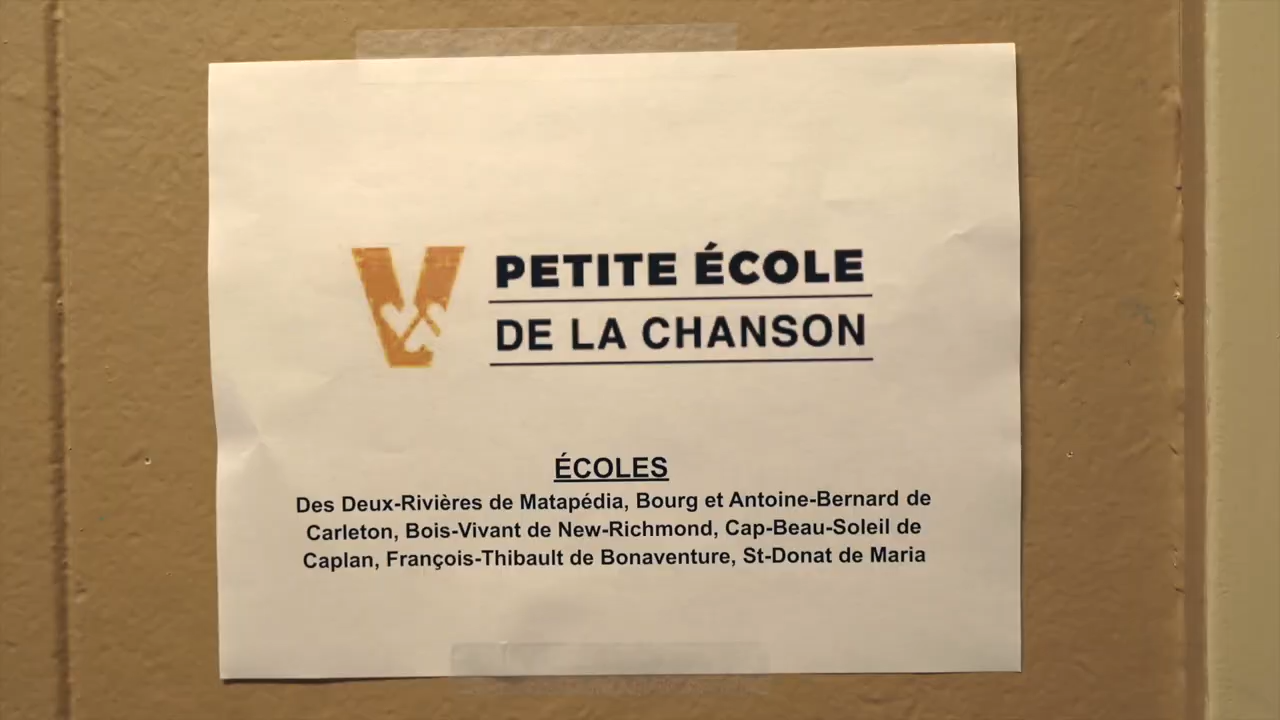 PETITE ÉCOLE
DE LA CHANSON
ÉCOLES
Des Deux-Rivières de Matapédia, Bourg et Antoine-Bernard de
Carleton, Bois-Vivant de New-Richmond, Cap-Beau-Soleil de
Caplan, François-Thibault de Bonaventure, St-Donat de Maria